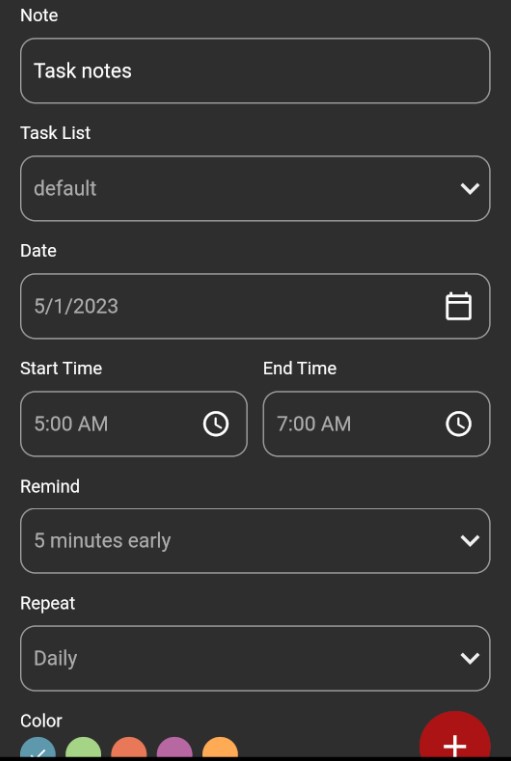 Note
Task notes
Task List
default
Date
5/1/2023
Start Time End Time
5:00 AM 7:00 AM
Remind
5 minutes early
Repeat
Daily
Color